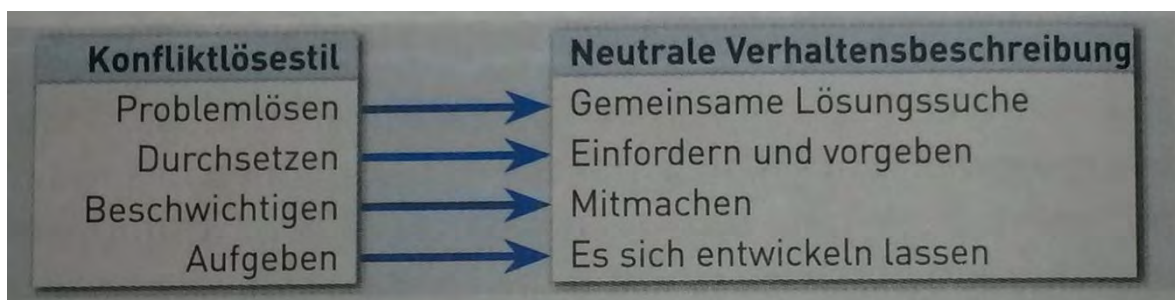 Konfliktlösestil
Neutrale Verhaltensbeschreibung
Problemlösen
Gemeinsame Lösungssuche
Durchsetzen
Einfordern und vorgeben
Beschwichtigen
Mitmachen
Aufgeben
Es sich entwickeln lassen